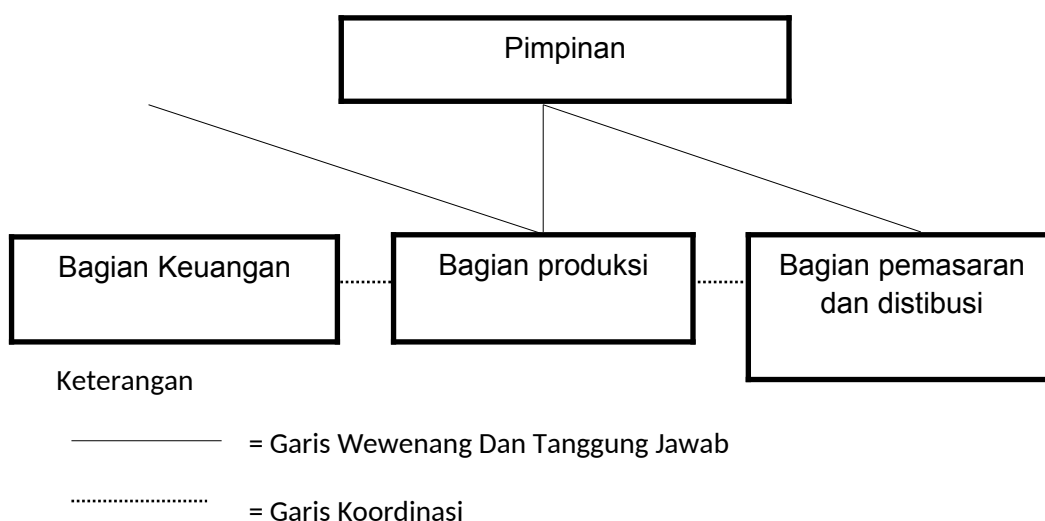 Pimpinan
Bagian Keuangan
Bagian produksi
Bagian pemasaran
dan distibusi
Keterangan
= Garis Wewenang Dan Tanggung Jawab
= Garis Koordinasi